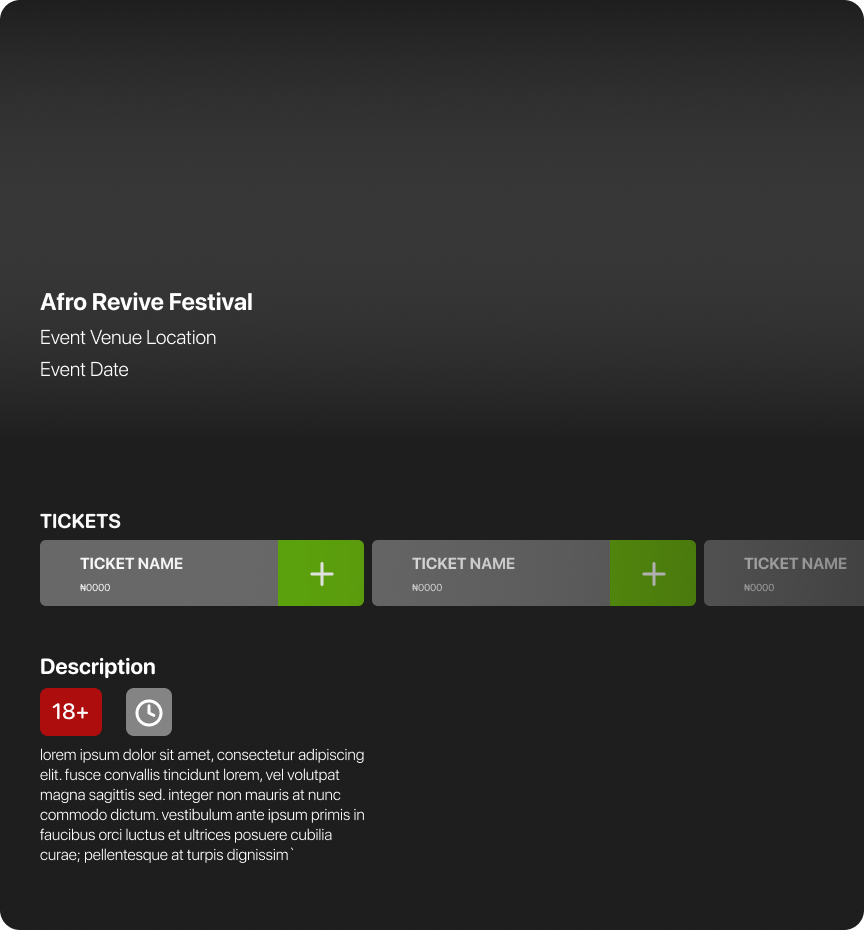 Afro Revive Festival
Event Venue Location
Event Date
TICKETS
TICKET NAME
₦0000
TICKET NAME
₦0000
TICKET NAME
₦0000
Description
18+
lorem ipsum dolor sit amet, consectetur adipiscing
elit. fusce convallis tincidunt lorem, vel volutpat
magna sagittis sed. integer non mauris at nunc
commodo dictum. vestibulum ante ipsum primis in
faucibus orci luctus et ultrices posuere cubilia
curae; pellentesque at turpis dignissim`